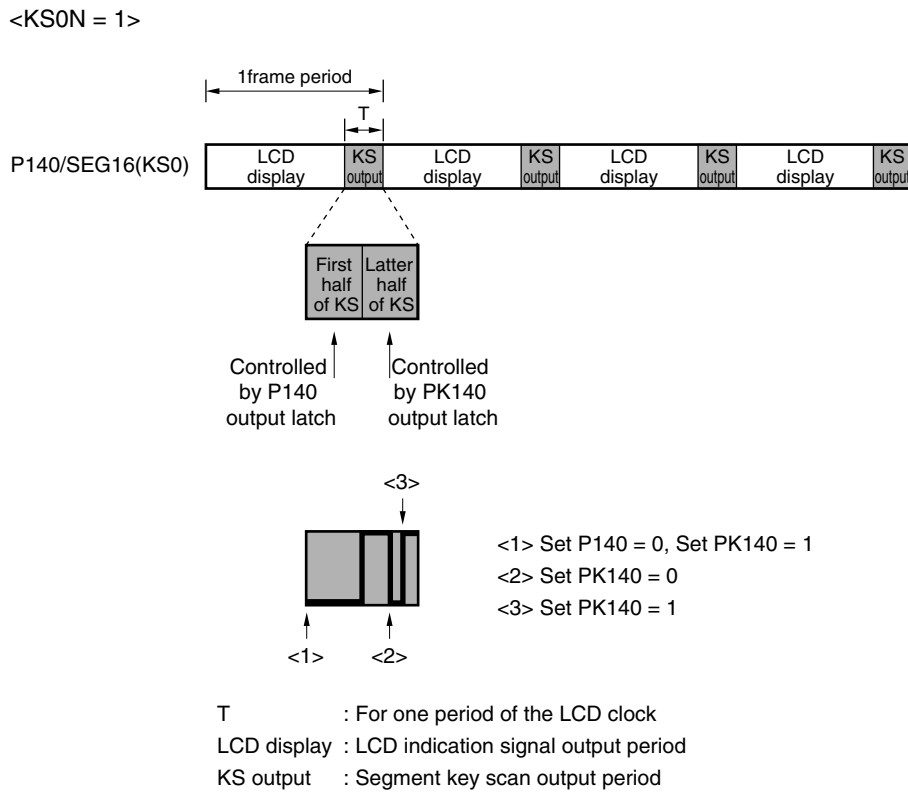 <KS0N = 1>
1frame period
T
P140/SEG16(KS0)
LCD display
KS output
LCD display
KS output
LCD display
KS output
LCD display
KS output
First half of KS
Latter half of KS
Controlled by P140 output latch
Controlled by PK140 output latch
<3>
<1> Set P140 = 0, Set PK140 = 1
<2> Set PK140 = 0
<3> Set PK140 = 1
<1>
<2>
T : For one period of the LCD clock
LCD display : LCD indication signal output period
KS output : Segment key scan output period